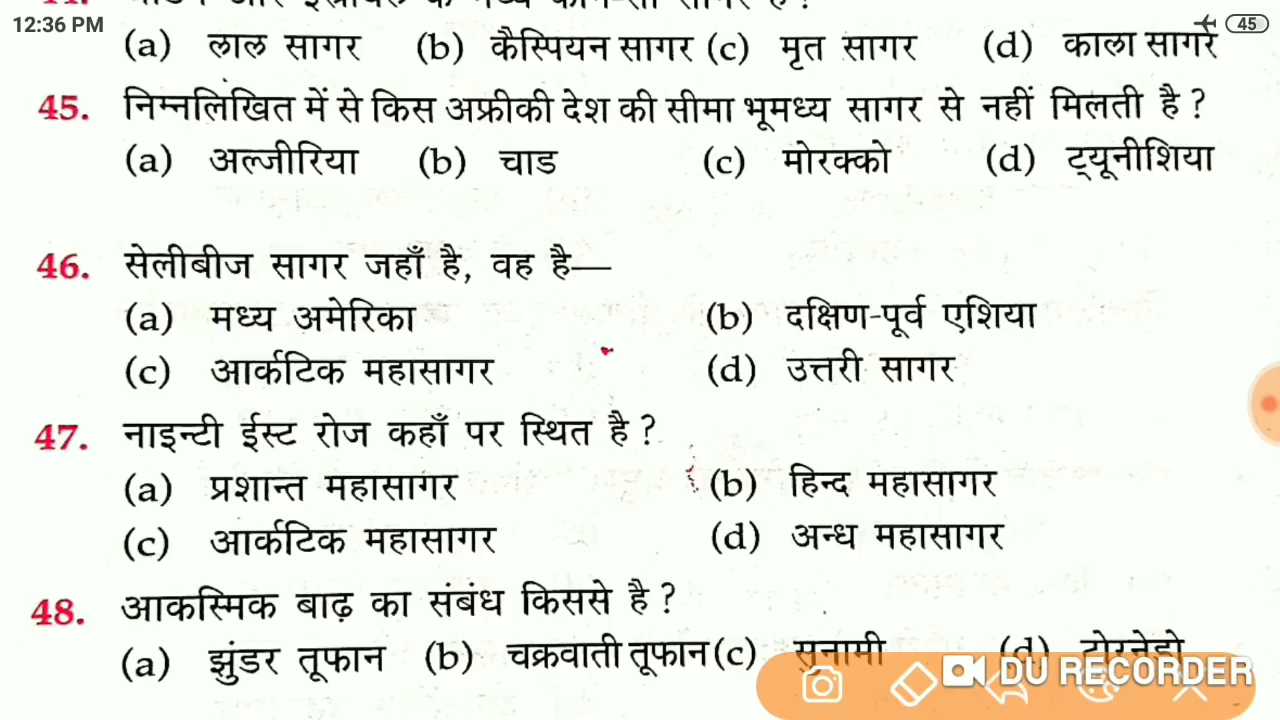 12:36 PM
45
(a) लाल सागर (b) कैस्पियन सागर (c) मृत सागर (d) काला सागर
45. निम्नलिखित में से किस अफ्रीकी देश की सीमा भूमध्य सागर से नहीं मिलती है ?
(a) अल्जीरिया (b) चाड (c) मोरक्को (d) ट्यूनीशिया
46. सेलीबीज सागर जहाँ है, वह है—
(a) मध्य अमेरिका (b) दक्षिण-पूर्व एशिया
(c) आर्कटिक महासागर (d) उत्तरी सागर
47. नाइन्टी ईस्ट रोज कहाँ पर स्थित है ?
(a) प्रशान्त महासागर (b) हिन्द महासागर
(c) आर्कटिक महासागर (d) अन्ध महासागर
48. आकस्मिक बाढ़ का संबंध किससे है ?
(a) झुंडर तूफान (b) चक्रवाती तूफान (c) सुनामी (d) टोरनेडो
DU RECORDER